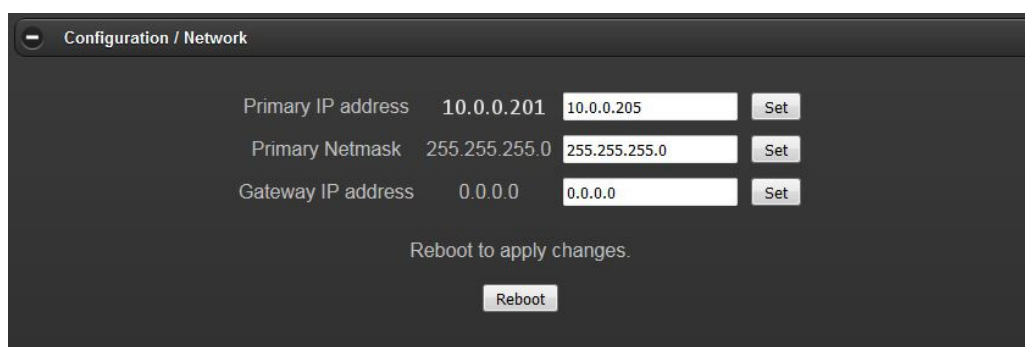 Configuration / Network
Primary IP address 10.0.0.201 10.0.0.205 Set
Primary Netmask 255.255.255.0 255.255.255.0 Set
Gateway IP address 0.0.0.0 0.0.0.0 Set
Reboot to apply changes.
Reboot